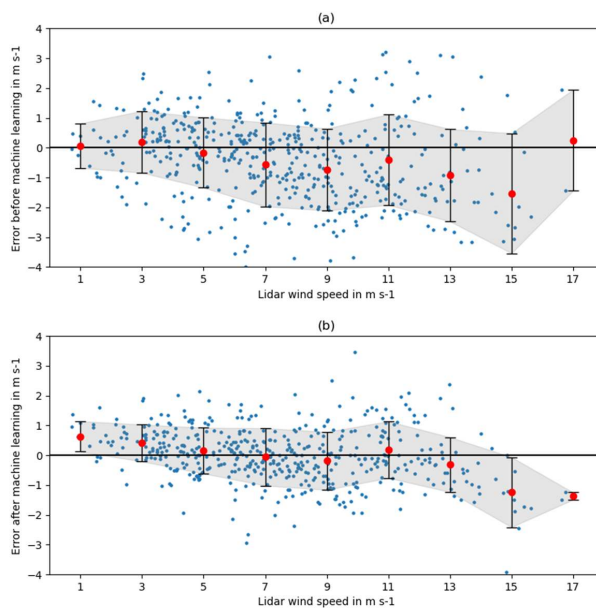 (a)
4
3
2
1
0
-1
-2
-3
-4
Error before machine learning in m s-1
1 3 5 7 9 11 13 15 17
Lidar wind speed in m s-1
(b)
4
3
2
1
0
-1
-2
-3
-4
Error after machine learning in m s-1
1 3 5 7 9 11 13 15 17
Lidar wind speed in m s-1